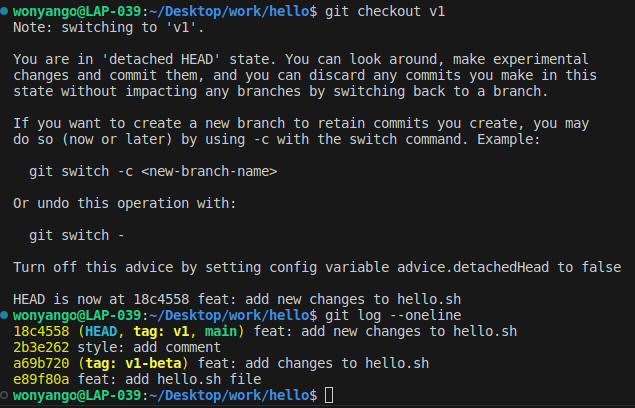 wonyango@LAP-039:~/Desktop/work/hello$ git checkout v1
Note: switching to 'v1'.
You are in 'detached HEAD' state. You can look around, make experimental
changes and commit them, and you can discard any commits you make in this
state without impacting any branches by switching back to a branch.
If you want to create a new branch to retain commits you create, you may
do so (now or later) by using -c with the switch command. Example:
git switch -c <new-branch-name>
Or undo this operation with:
git switch -
Turn off this advice by setting config variable advice.detachedHead to false
HEAD is now at 18c4558 feat: add new changes to hello.sh
wonyango@LAP-039:~/Desktop/work/hello$ git log --oneline
18c4558 (HEAD, tag: v1, main) feat: add new changes to hello.sh
2b3e262 style: add comment
a69b720 (tag: v1-beta) feat: add changes to hello.sh
e89f80a feat: add hello.sh file
wonyango@LAP-039:~/Desktop/work/hello$